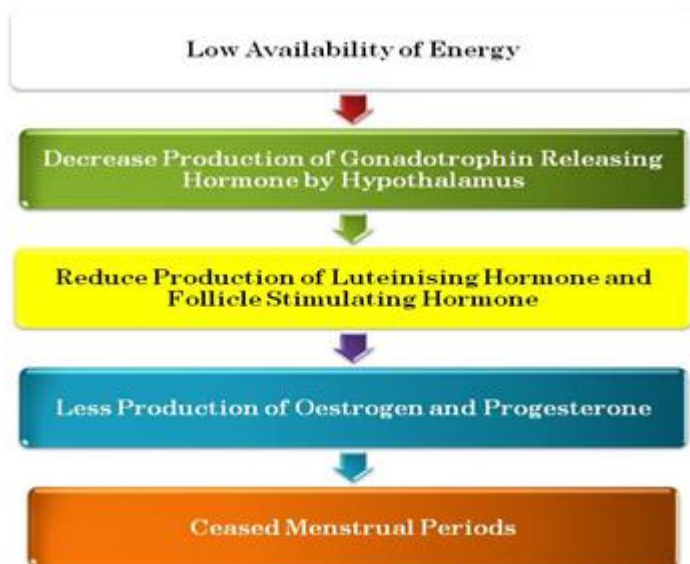 Low Availability of Energy
Decrease Production of Gonadotrophin Releasing
Hormone by Hypothalamus
Reduce Production of Luteinising Hormone and
Follicle Stimulating Hormone
Less Production of Oestrogen and Progesterone
Ceased Menstrual Periods